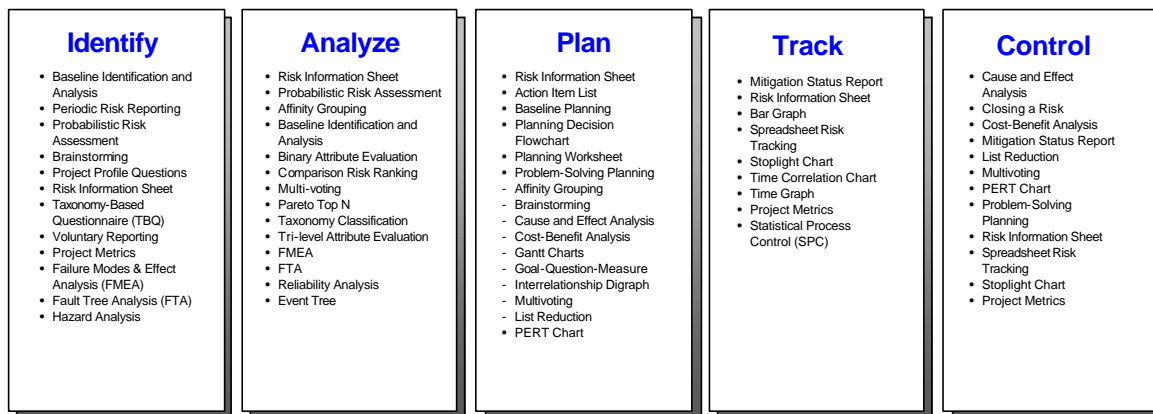 Identify
• Baseline Identification and
Analysis
• Periodic Risk Reporting
• Probabilistic Risk
Assessment
• Brainstorming
• Project Profile Questions
• Risk Information Sheet
• Taxonomy-Based
Questionnaire (TBQ)
• Voluntary Reporting
• Project Metrics
• Failure Modes & Effect
Analysis (FMEA)
• Fault Tree Analysis (FTA)
• Hazard Analysis
Analyze
• Risk Information Sheet
• Probabilistic Risk Assessment
• Affinity Grouping
• Baseline Identification and
Analysis
• Binary Attribute Evaluation
• Comparison Risk Ranking
• Multi-voting
• Pareto Top N
• Taxonomy Classification
• Tri-level Attribute Evaluation
• FMEA
• FTA
• Reliability Analysis
• Event Tree
Plan
• Risk Information Sheet
• Action Item List
• Baseline Planning
• Planning Decision
Flowchart
• Planning Worksheet
• Problem-Solving Planning
- Affinity Grouping
- Brainstorming
- Cause and Effect Analysis
- Cost-Benefit Analysis
- Gantt Charts
- Goal-Question-Measure
- Interrelationship Digraph
- Multivoting
- List Reduction
• PERT Chart
Track
• Mitigation Status Report
• Risk Information Sheet
• Bar Graph
• Spreadsheet Risk
Tracking
• Stoplight Chart
• Time Correlation Chart
• Time Graph
• Project Metrics
• Statistical Process
Control (SPC)
Control
• Cause and Effect
Analysis
• Closing a Risk
• Cost-Benefit Analysis
• Mitigation Status Report
• List Reduction
• Multivoting
• PERT Chart
• Problem-Solving
Planning
• Risk Information Sheet
• Spreadsheet Risk
Tracking
• Stoplight Chart
• Project Metrics